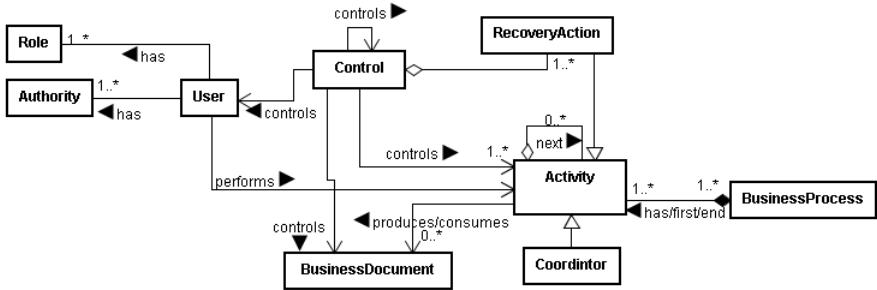 controls
RecoveryAction
Role
1..*
has
Control
1..*
Authority
1..*
has
User
controls
0..*
next
controls
1..*
Activity
performs
1..*
1..*
BusinessProcess
has/first/end
controls
produces/consumes
0..*
BusinessDocument
Coordintor